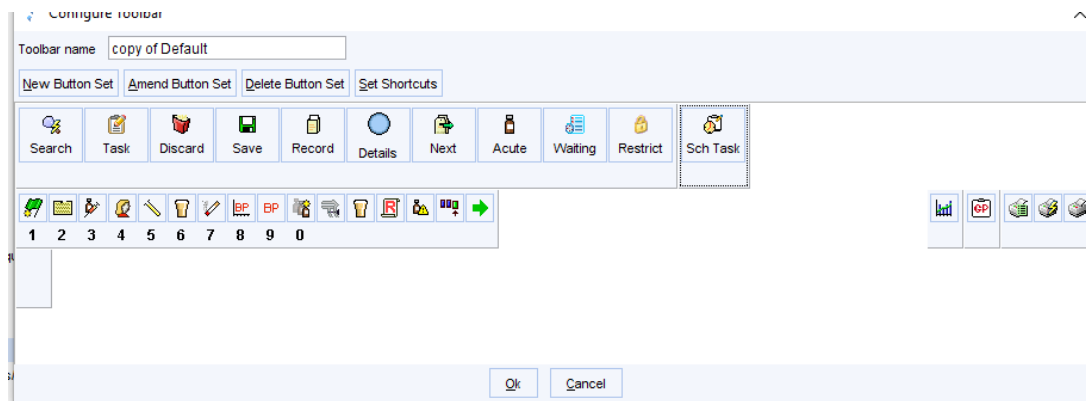 Configure Toolbar
Toolbar name copy of Default
New Button Set Amend Button Set Delete Button Set Set Shortcuts
Search Task Discard Save Record Details Next Acute Waiting Restrict Sch Task
BP BP R GP
1 2 3 4 5 6 7 8 9 0
Ok Cancel